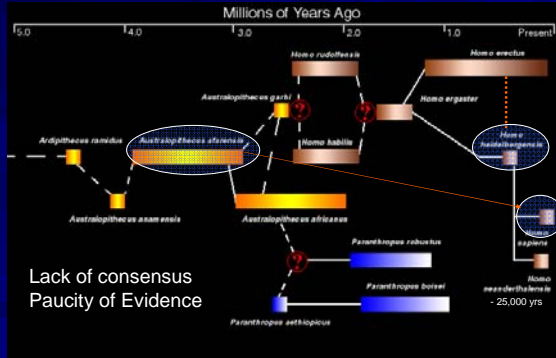 Millions of Years Ago
5.0 4.0 3.0 2.0 1.0 Present
Homo rudolfensis
Homo erectus
Australopithecus garhi
Homo ergaster
Ardipithecus ramidus
Australopithecus afarensis
Homo habilis
Homo
heidelbergensis
Australopithecus anamensis
Australopithecus africanus
Homo
sapiens
Paranthropus robustus
Lack of consensus
Paucity of Evidence
Paranthropus boisei
Homo
neanderthalensis
- 25,000 yrs
Paranthropus aethiopicus
? ? ?